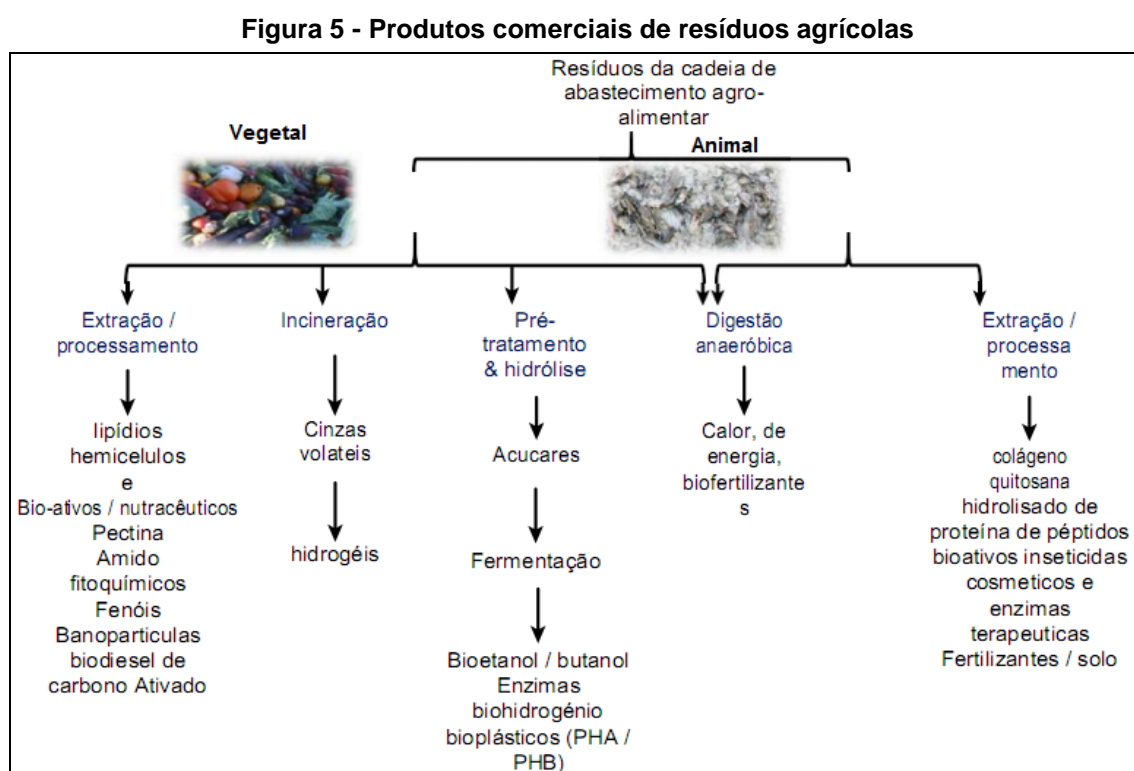 Figura 5 - Produtos comerciais de resíduos agrícolas
Resíduos da cadeia de
abastecimento agro-
alimentar
Vegetal
Animal
Extração /
processamento
lipídios
hemicelulos
e
Bio-ativos / nutracêuticos
Pectina
Amido
fitoquímicos
Fenóis
Banoparticulas
biodiesel de
carbono Ativado
Incineração
Cinzas
volateis
hidrogéis
Pré-
tratamento
& hidrólise
Acucares
Fermentação
Bioetanol / butanol
Enzimas
biohidrogénio
bioplásticos (PHA /
PHB)
Digestão
anaeróbica
Calor, de
energia,
biofertilizante
s
Extração /
processa
mento
colágeno
quitosana
hidrolisado de
proteína de péptidos
bioativos inseticidas
cosmeticos e
enzimas
terapeuticas
Fertilizantes / solo